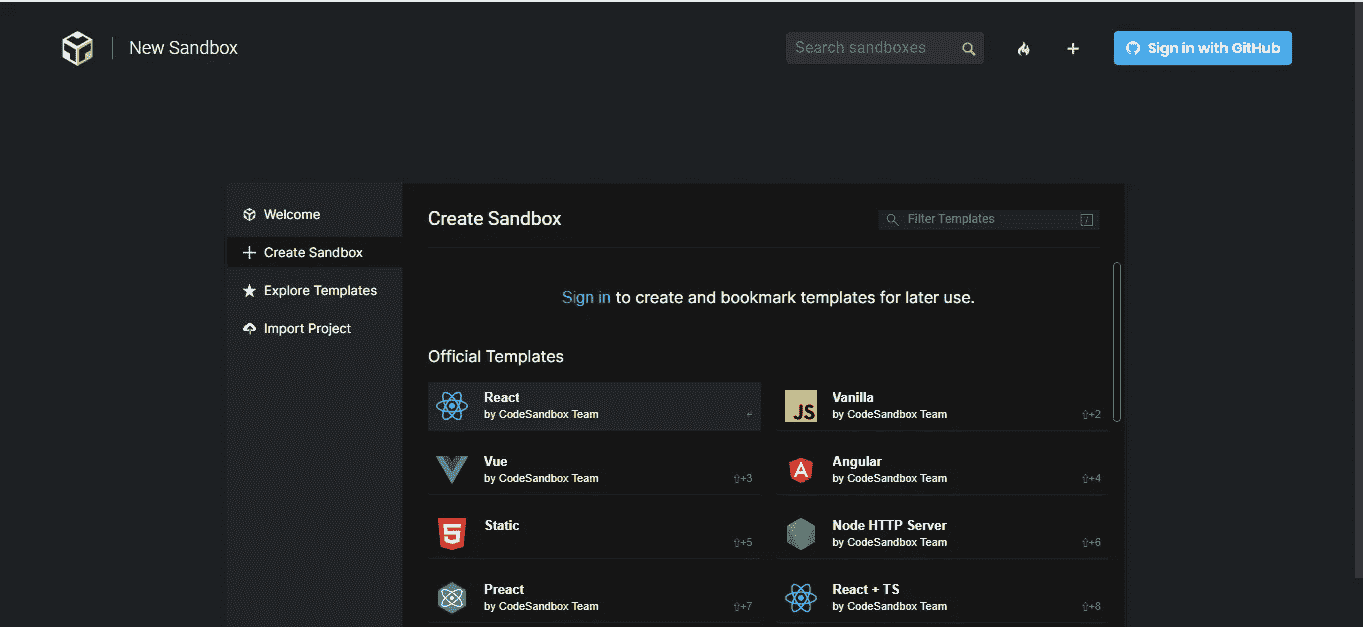 New Sandbox
Search sandboxes
Sign in with GitHub
Welcome
Create Sandbox
Explore Templates
Import Project
Create Sandbox
Filter Templates
/
Sign in to create and bookmark templates for later use.
Official Templates
React
by CodeSandbox Team
Vanilla
by CodeSandbox Team
JS
⇧+2
Vue
by CodeSandbox Team
⇧+3
Angular
by CodeSandbox Team
A
⇧+4
Static
5
⇧+5
Node HTTP Server
by CodeSandbox Team
⇧+6
Preact
by CodeSandbox Team
⇧+7
React + TS
by CodeSandbox Team
⇧+8